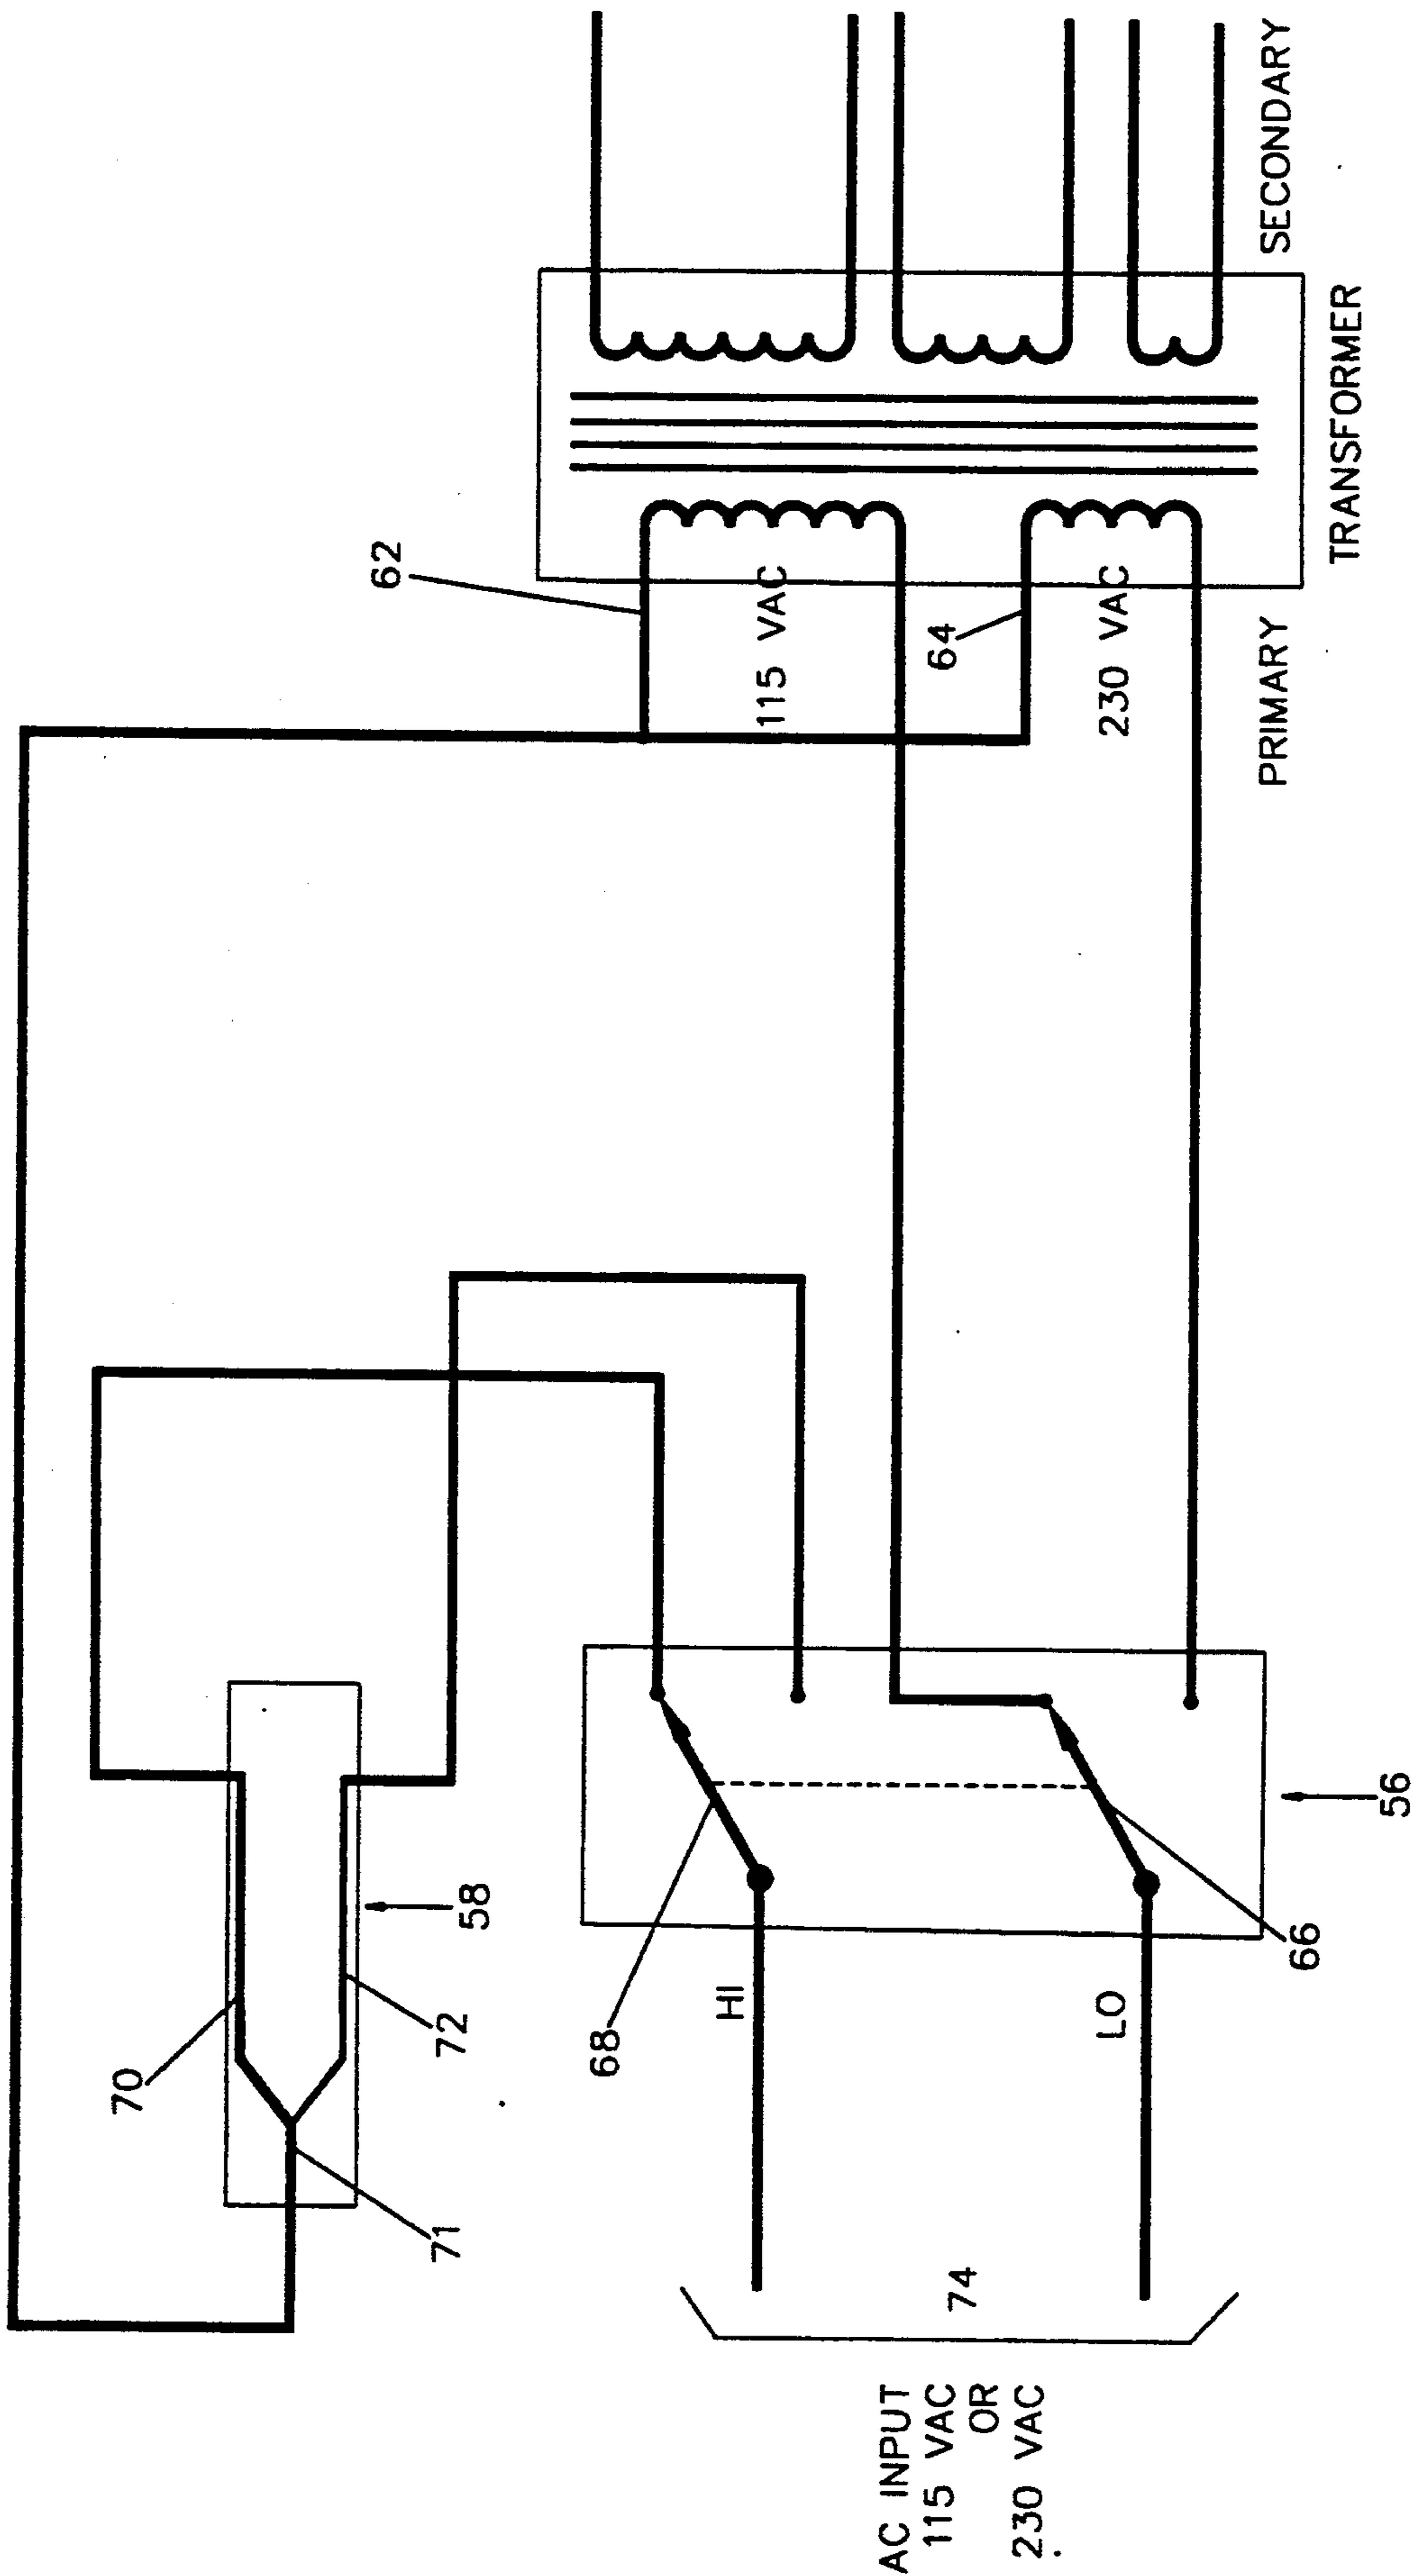 70
72
71
58
68
HI
LO
66
56
74
AC INPUT
115 VAC
OR
230 VAC
62
115 VAC
64
230 VAC
PRIMARY
TRANSFORMER
SECONDARY